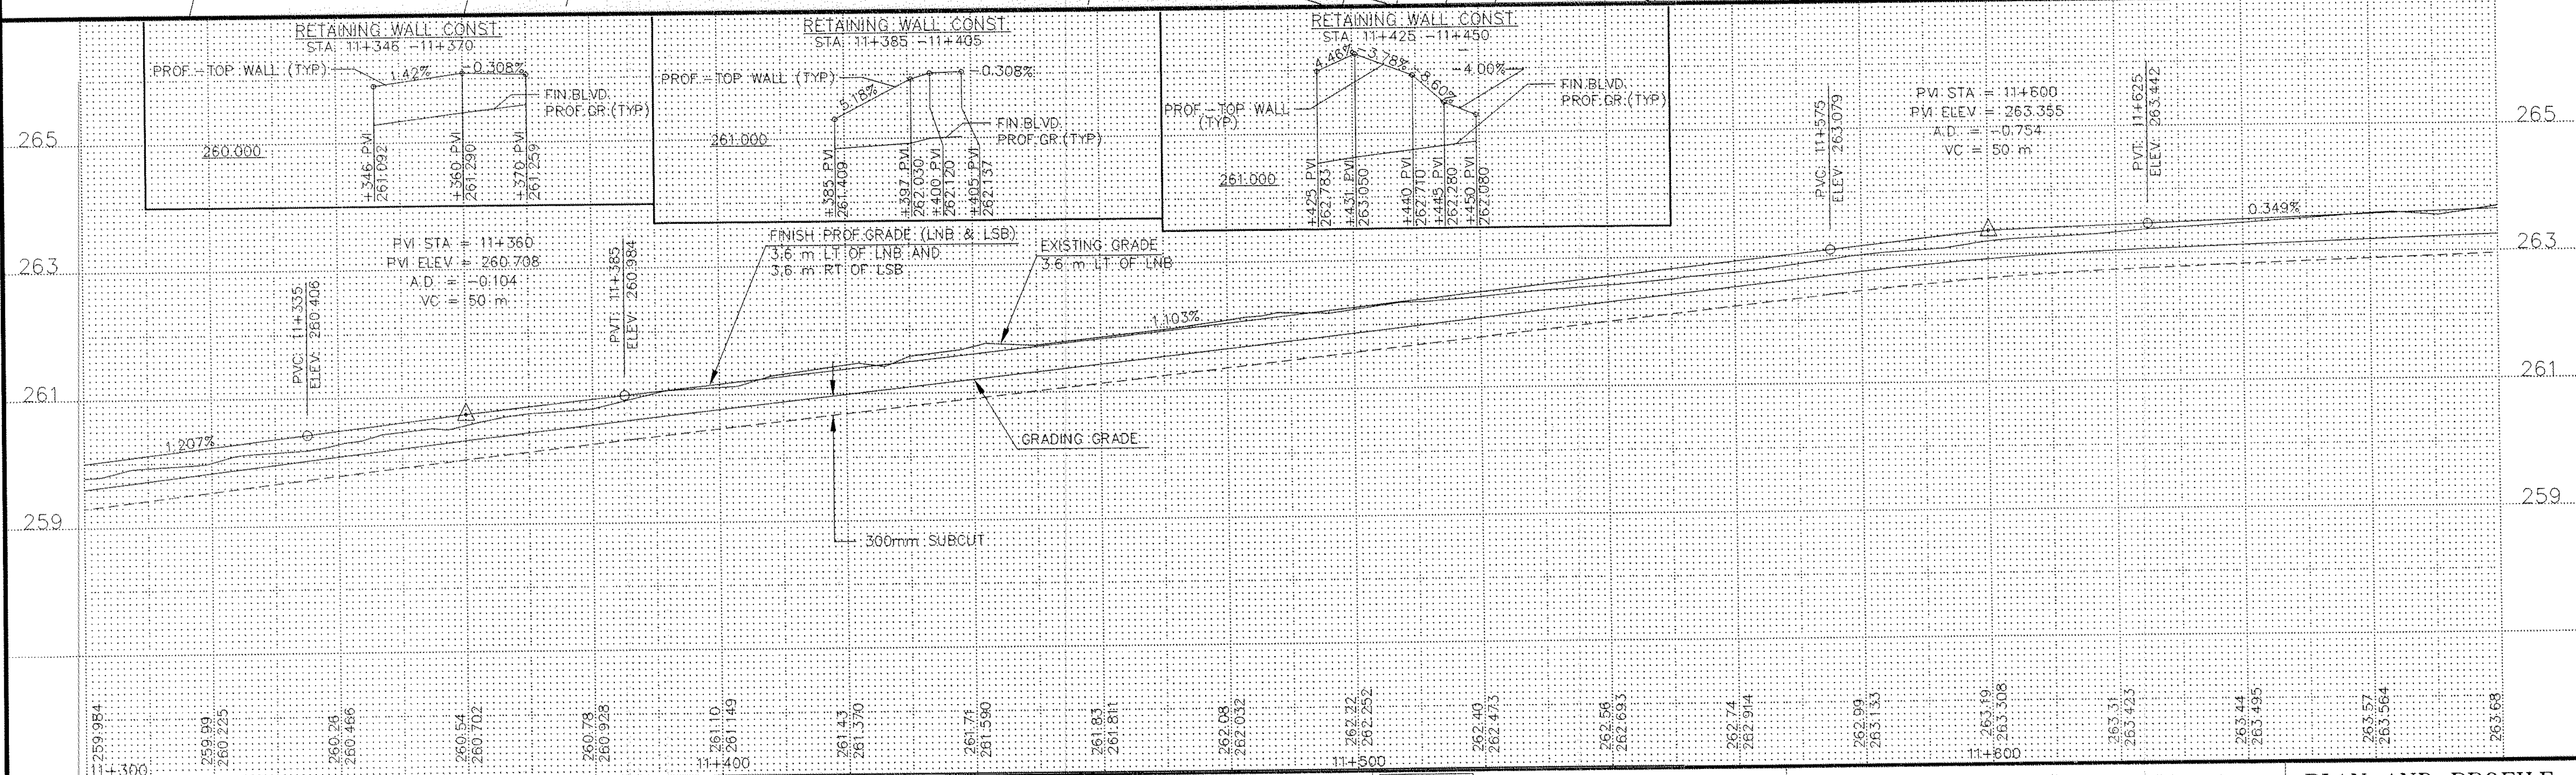 RETAINING WALL CONST.
STA. 11+346 -11+370
PROF.-TOP WALL (TYP)
1.42%
-0.308%
FIN.BLVD.
PROF.GR.(TYP)
260.000
+346 PVI
261.092
+360 PVI
261.290
+370 PVI
261.259
RETAINING WALL CONST.
STA. 11+385 -11+405
PROF.-TOP WALL (TYP)
5.18%
-0.308%
FIN.BLVD.
PROF.GR.(TYP)
261.000
+385 PVI
261.409
+397 PVI
262.030
+400 PVI
262.120
+405 PVI
262.137
RETAINING WALL CONST.
STA. 11+425 -11+450
4.46%
-3.78%
-8.60%
-4.00%
PROF.-TOP WALL
(TYP)
FIN.BLVD.
PROF.GR.(TYP)
261.000
+425 PVI
262.783
+431 PVI
263.050
+440 PVI
262.710
+445 PVI
262.280
+450 PVI
262.080
PVC 11+575
ELEV 263.079
PVI STA = 11+600
PVI ELEV = 263.355
A.D. = -0.754
VC = 50 m
PVT 11+625
ELEV 263.442
265
265
263
263
261
261
259
259
PVC 11+335
ELEV 260.406
PVI STA = 11+360
PVI ELEV = 260.708
A.D. = -0.104
VC = 50 m
PVT 11+385
ELEV 260.984
FINISH PROF.GRADE (LNB & LSB)
3.6 m LT OF LNB AND
3.6 m RT OF LSB
EXISTING GRADE
3.6 m LT OF LNB
0.349%
1.103%
1.207%
GRADING GRADE
300mm SUBCUT
259.984
259.99
260.225
260.26
260.466
260.54
260.702
260.78
260.928
261.10
261.149
261.43
261.370
261.71
261.590
261.83
261.811
262.08
262.032
262.22
262.252
262.40
262.473
262.56
262.693
262.74
262.914
262.99
263.133
263.19
263.308
263.31
263.423
263.44
263.495
263.57
263.564
263.68
11+300
11+400
11+500
11+600
PLAN AND PROFILE